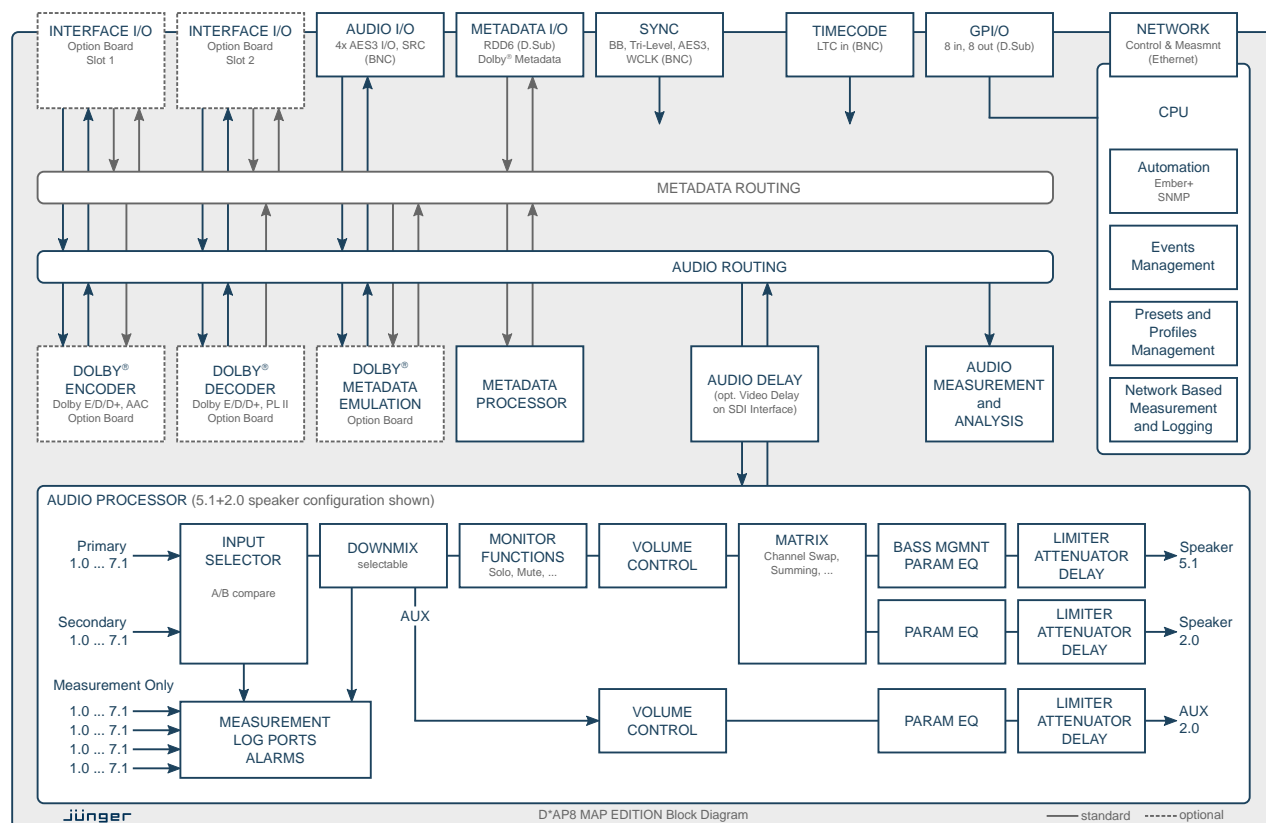 INTERFACE I/O
Option Board
Slot 1
INTERFACE I/O
Option Board
Slot 2
AUDIO I/O
4x AES3 I/O, SRC
(BNC)
METADATA I/O
RDD6 (D.Sub)
Dolby® Metadata
SYNC
BB, Tri-Level, AES3,
WCLK (BNC)
TIMECODE
LTC in (BNC)
GPI/O
8 in, 8 out (D.Sub)
NETWORK
Control & Measmnt
(Ethernet)
CPU
Automation
Ember+
SNMP
Events
Management
Presets and
Profiles
Management
Network Based
Measurement
and Logging
METADATA ROUTING
AUDIO ROUTING
DOLBY®
ENCODER
Dolby E/D/D+, AAC
Option Board
DOLBY®
DECODER
Dolby E/D/D+, PL II
Option Board
DOLBY®
METADATA
EMULATION
Option Board
METADATA
PROCESSOR
AUDIO DELAY
(opt. Video Delay
on SDI Interface)
AUDIO
MEASUREMENT
and
ANALYSIS
AUDIO PROCESSOR (5.1+2.0 speaker configuration shown)
Primary
1.0 ... 7.1
INPUT
SELECTOR
A/B compare
DOWNMIX
selectable
MONITOR
FUNCTIONS
Solo, Mute, ...
VOLUME
CONTROL
MATRIX
Channel Swap,
Summing, ...
BASS MGMNT
PARAM EQ
LIMITER
ATTENUATOR
DELAY
Speaker
5.1
Secondary
1.0 ... 7.1
AUX
PARAM EQ
LIMITER
ATTENUATOR
DELAY
Speaker
2.0
Measurement Only
1.0 ... 7.1
1.0 ... 7.1
1.0 ... 7.1
1.0 ... 7.1
MEASUREMENT
LOG PORTS
ALARMS
VOLUME
CONTROL
PARAM EQ
LIMITER
ATTENUATOR
DELAY
AUX
2.0
jünger
D*AP8 MAP EDITION Block Diagram
standard
optional